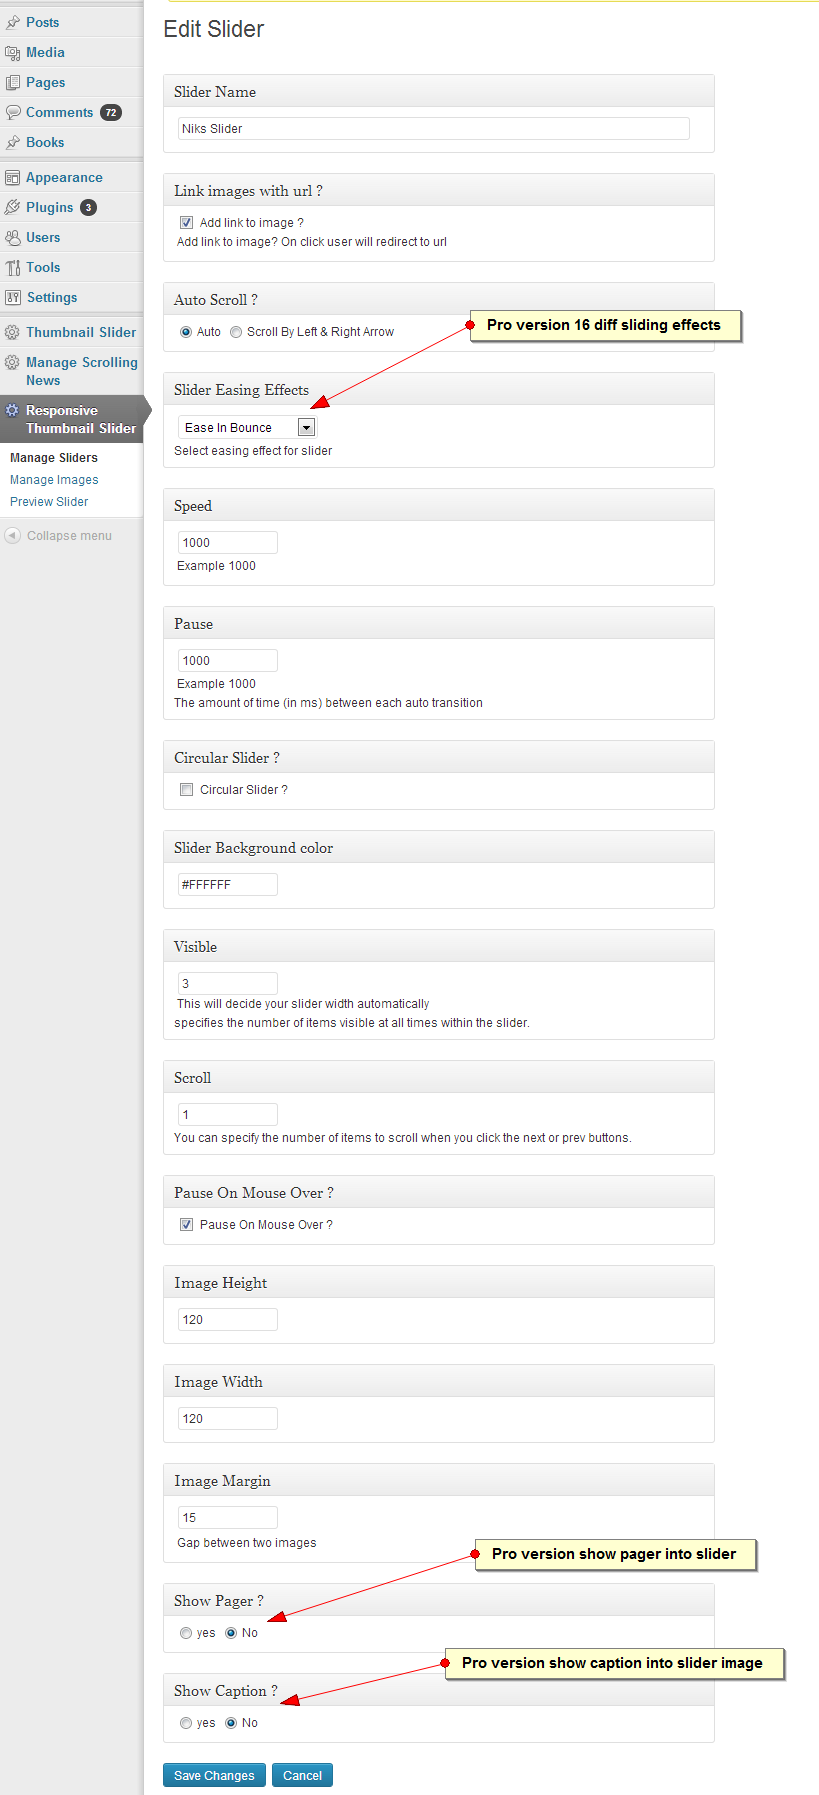 Posts
Media
Pages
Comments 72
Books
Appearance
Plugins 3
Users
Tools
Settings
Thumbnail Slider
Manage Scrolling
News
Responsive
Thumbnail Slider
Manage Sliders
Manage Images
Preview Slider
Collapse menu
Edit Slider
Slider Name
Niks Slider
Link images with url ?
Add link to image ?
Add link to image? On click user will redirect to url
Auto Scroll ?
Auto Scroll By Left & Right Arrow
Pro version 16 diff sliding effects
Slider Easing Effects
Ease In Bounce
Select easing effect for slider
Speed
1000
Example 1000
Pause
1000
Example 1000
The amount of time (in ms) between each auto transition
Circular Slider ?
Circular Slider ?
Slider Background color
#FFFFFF
Visible
3
This will decide your slider width automatically
specifies the number of items visible at all times within the slider.
Scroll
1
You can specify the number of items to scroll when you click the next or prev buttons.
Pause On Mouse Over ?
Pause On Mouse Over ?
Image Height
120
Image Width
120
Image Margin
15
Gap between two images
Pro version show pager into slider
Show Pager ?
yes No
Pro version show caption into slider image
Show Caption ?
yes No
Save Changes Cancel